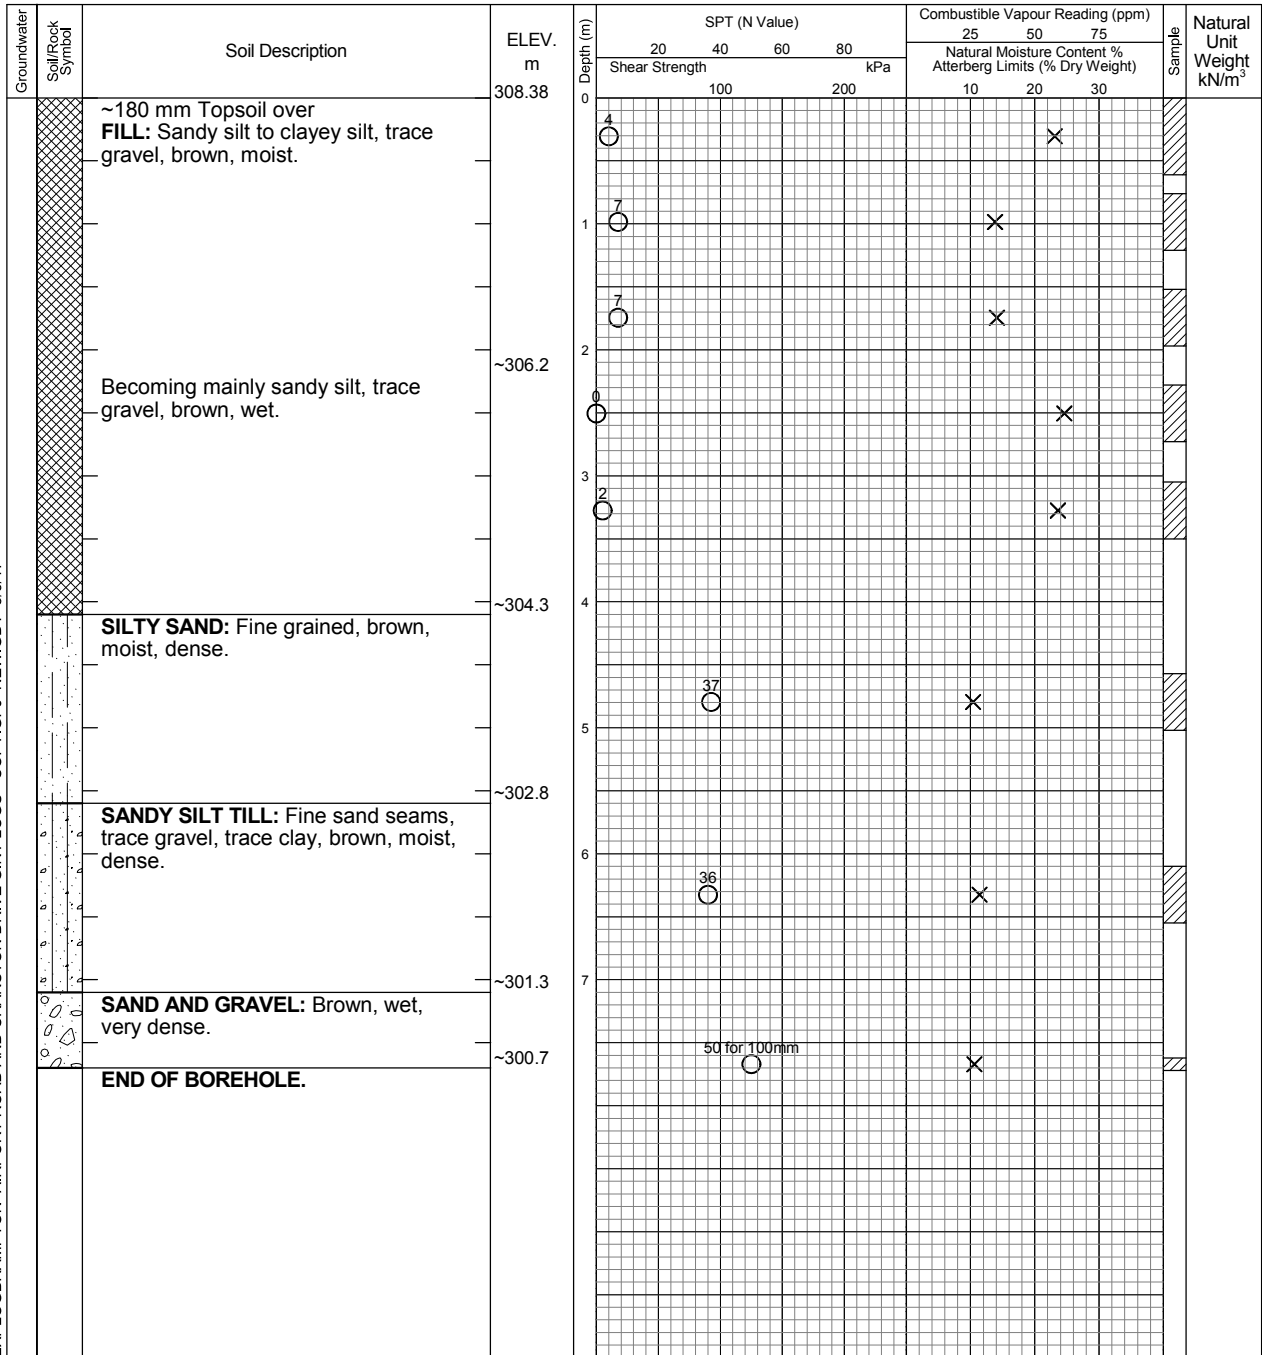 Groundwater
Soil/Rock
Symbol
Soil Description
ELEV.
m
308.38
Depth (m)
SPT (N Value)
20 40 60 80
Shear Strength kPa
100 200
Combustible Vapour Reading (ppm)
25 50 75
Natural Moisture Content %
Atterberg Limits (% Dry Weight)
10 20 30
Sample
Natural
Unit
Weight
kN/m³
0
~180 mm Topsoil over
FILL: Sandy silt to clayey silt, trace
gravel, brown, moist.
4
7
1
7
2
~306.2
Becoming mainly sandy silt, trace
gravel, brown, wet.
0
3
2
4
~304.3
SILTY SAND: Fine grained, brown,
moist, dense.
37
5
~302.8
SANDY SILT TILL: Fine sand seams,
trace gravel, trace clay, brown, moist,
dense.
6
36
7
~301.3
SAND AND GRAVEL: Brown, wet,
very dense.
50 for 100mm
~300.7
END OF BOREHOLE.